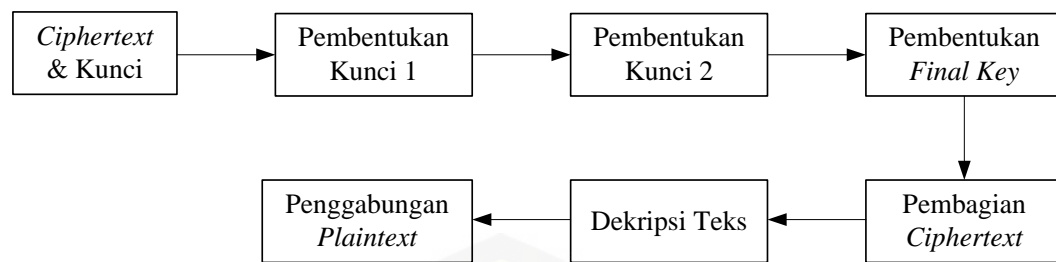 Ciphertext
& Kunci
Pembentukan
Kunci 1
Pembentukan
Kunci 2
Pembentukan
Final Key
Pembagian
Ciphertext
Dekripsi Teks
Penggabungan
Plaintext